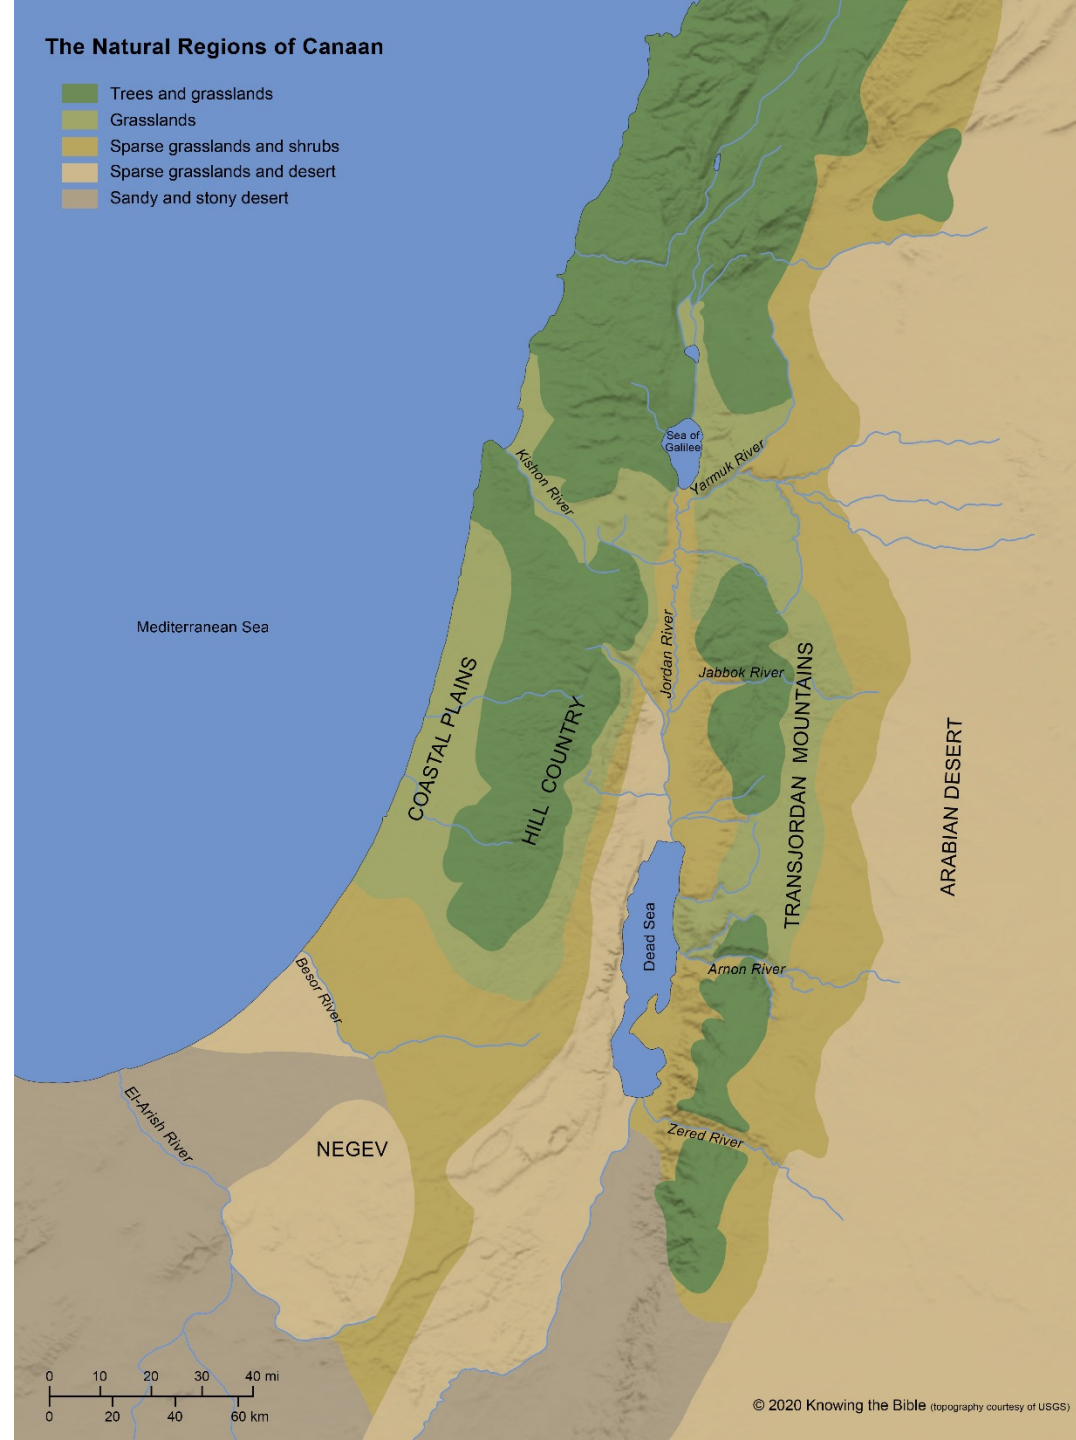 The Natural Regions of Canaan
Trees and grasslands
Grasslands
Sparse grasslands and shrubs
Sparse grasslands and desert
Sandy and stony desert
Sea of
Galilee
Kishon River
Yarmuk River
Mediterranean Sea
Jordan River
Jabbok River
COASTAL PLAINS
HILL COUNTRY
TRANSJORDAN MOUNTAINS
ARABIAN DESERT
Dead Sea
Arnon River
Besor River
El-Arish River
NEGEV
Zered River
0 10 20 30 40 mi
0 20 40 60 km
© 2020 Knowing the Bible (topography courtesy of USGS)